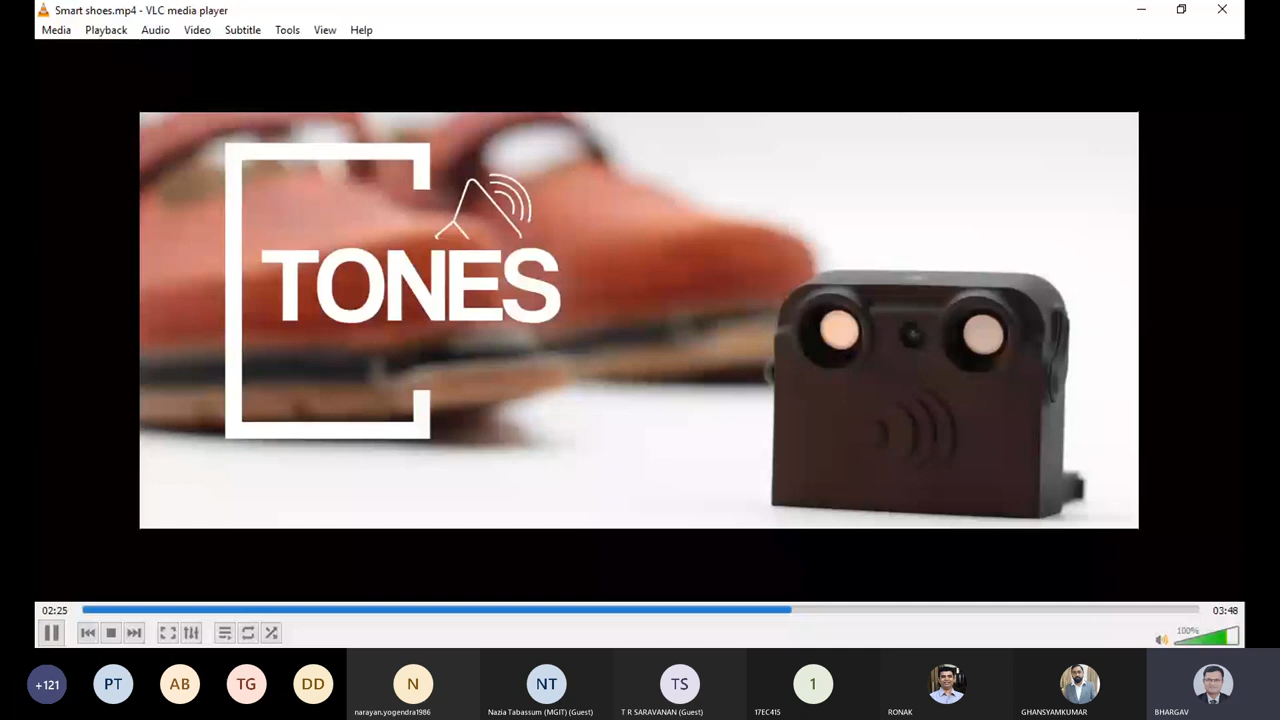 Smart shoes.mp4 - VLC media player
Media Playback Audio Video Subtitle Tools View Help
TONES
02:25
03:48
100%
+121
PT
AB
TG
DD
N
NT
TS
1
narayan.yogendra1986
Nazia Tabassum (MGIT) (Guest)
T R SARAVANAN (Guest)
17EC415
RONAK
GHANSYAMKUMAR
BHARGAV